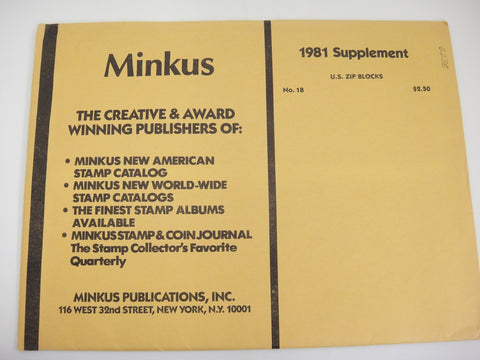 Minkus
THE CREATIVE & AWARD
WINNING PUBLISHERS OF:
• MINKUS NEW AMERICAN
STAMP CATALOG
• MINKUS NEW WORLD-WIDE
STAMP CATALOGS
• THE FINEST STAMP ALBUMS
AVAILABLE
• MINKUS STAMP & COIN JOURNAL
The Stamp Collector's Favorite
Quarterly
MINKUS PUBLICATIONS, INC.
116 WEST 32nd STREET, NEW YORK, N.Y. 10001
1981 Supplement
U.S. ZIP BLOCKS
No. 18 $2.50